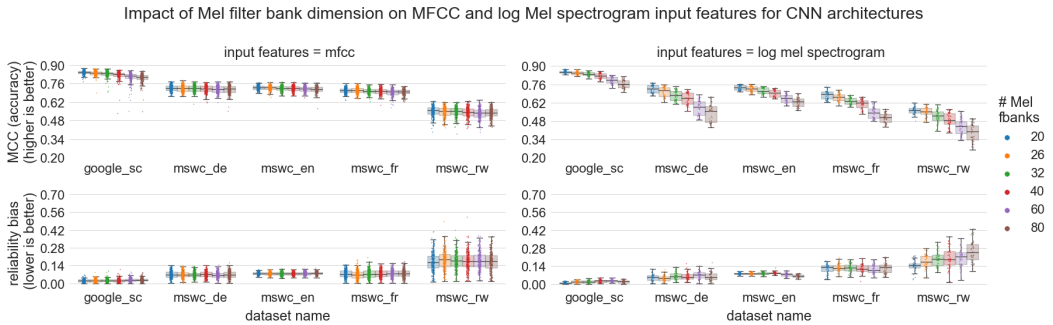 Impact of Mel filter bank dimension on MFCC and log Mel spectrogram input features for CNN architectures
input features = mfcc
input features = log mel spectrogram
MCC (accuracy)
(higher is better)
0.90
0.76
0.62
0.48
0.34
0.20
google_sc
mswc_de
mswc_en
mswc_fr
mswc_rw
0.90
0.76
0.62
0.48
0.34
0.20
google_sc
mswc_de
mswc_en
mswc_fr
mswc_rw
reliability bias
(lower is better)
0.70
0.56
0.42
0.28
0.14
0.00
google_sc
mswc_de
mswc_en
mswc_fr
mswc_rw
dataset name
0.70
0.56
0.42
0.28
0.14
0.00
google_sc
mswc_de
mswc_en
mswc_fr
mswc_rw
dataset name
# Mel
fbanks
20
26
32
40
60
80